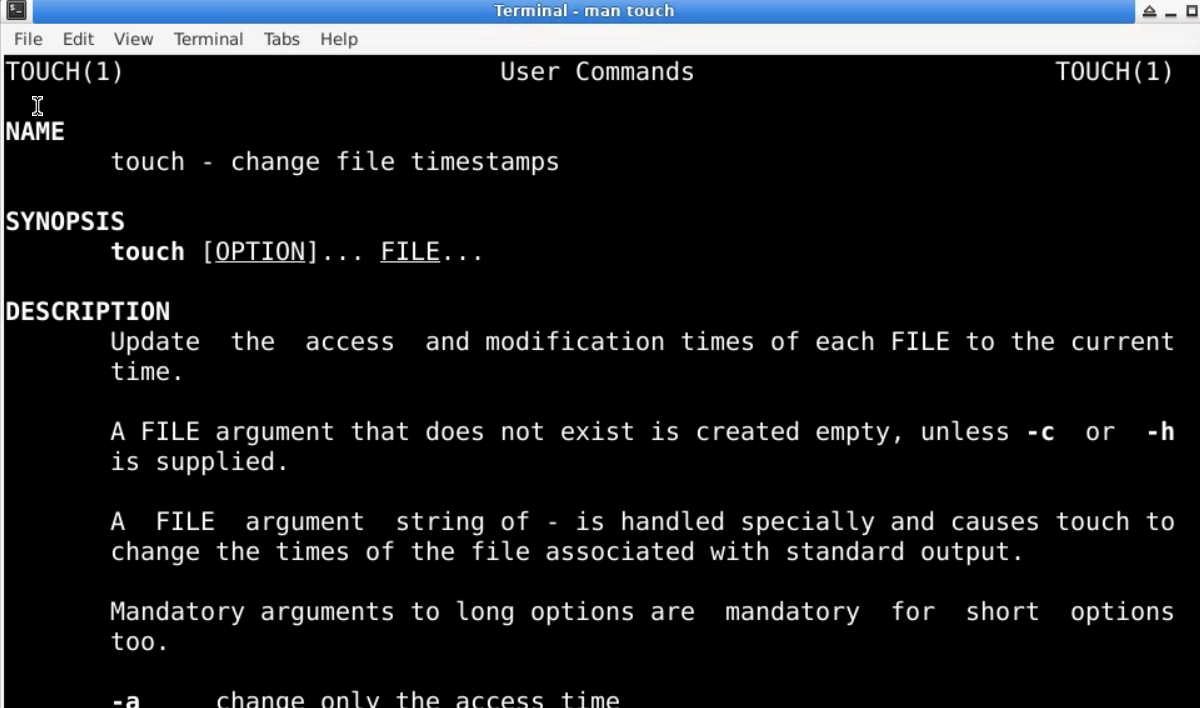 Terminal - man touch
File Edit View Terminal Tabs Help
TOUCH(1) User Commands TOUCH(1)
NAME
touch - change file timestamps
SYNOPSIS
touch [OPTION]... FILE...
DESCRIPTION
Update the access and modification times of each FILE to the current
time.
A FILE argument that does not exist is created empty, unless -c or -h
is supplied.
A FILE argument string of - is handled specially and causes touch to
change the times of the file associated with standard output.
Mandatory arguments to long options are mandatory for short options
too.
-a change only the access time